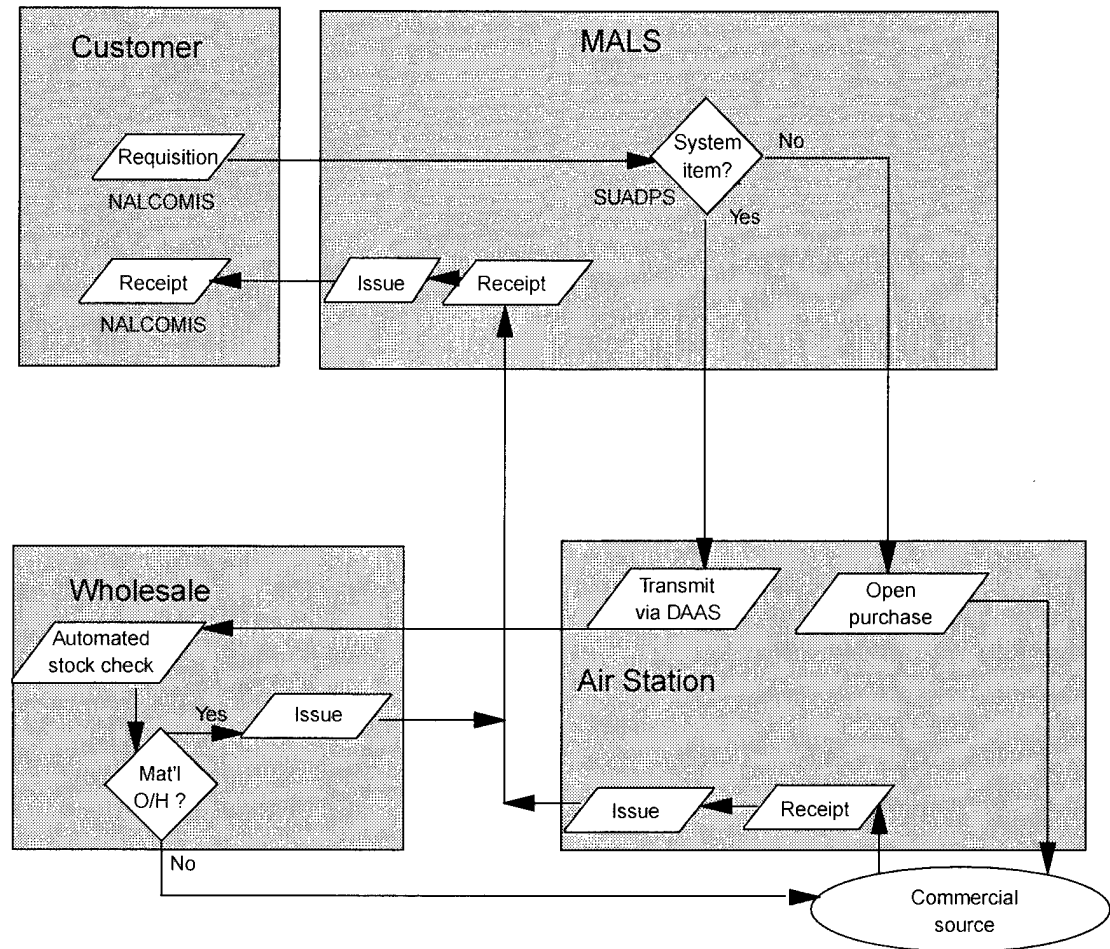 Customer
MALS
Requisition
NALCOMIS
System
item?
No
SUADPS
Yes
Receipt
NALCOMIS
Issue
Receipt
Wholesale
Automated
stock check
Yes
Issue
Mat'l
O/H ?
No
Transmit
via DAAS
Open
purchase
Air Station
Issue
Receipt
Commercial
source